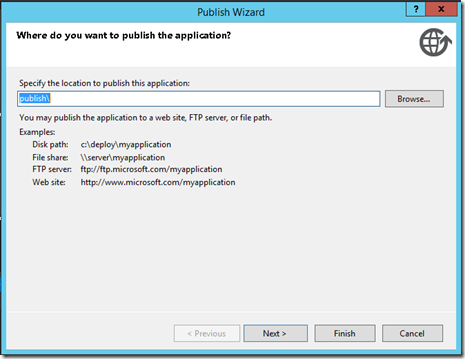 Publish Wizard
?
x
Where do you want to publish the application?
Specify the location to publish this application:
publish\
Browse...
You may publish the application to a web site, FTP server, or file path.
Examples:
Disk path: c:\deploy\myapplication
File share: \\server\myapplication
FTP server: ftp://ftp.microsoft.com/myapplication
Web site: http://www.microsoft.com/myapplication
< Previous
Next >
Finish
Cancel